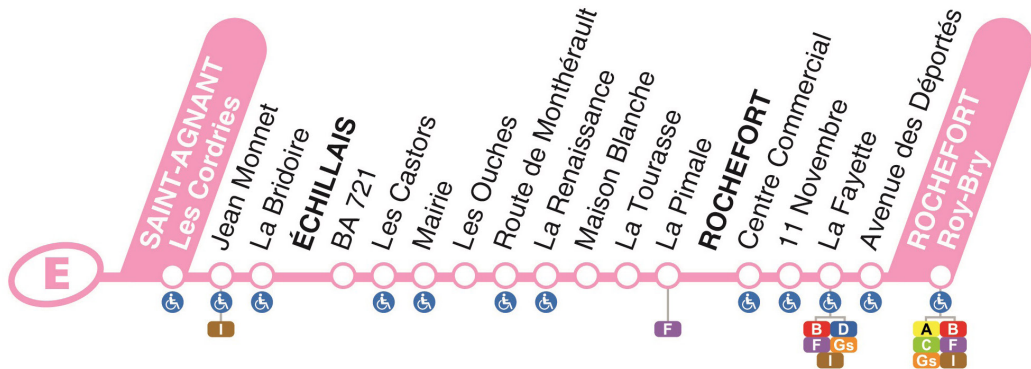 E
SAINT-AGNANT
Les Cordries
Jean Monnet
La Bridoire
ÉCHILLAIS
BA 721
Les Castors
Mairie
Les Ouches
Route de Monthérault
La Renaissance
Maison Blanche
La Tourasse
La Pimale
ROCHEFORT
Centre Commercial
11 Novembre
La Fayette
Avenue des Déportés
ROCHEFORT
Roy-Bry
I
F
B D
F Gs
I
A B
C F
Gs I